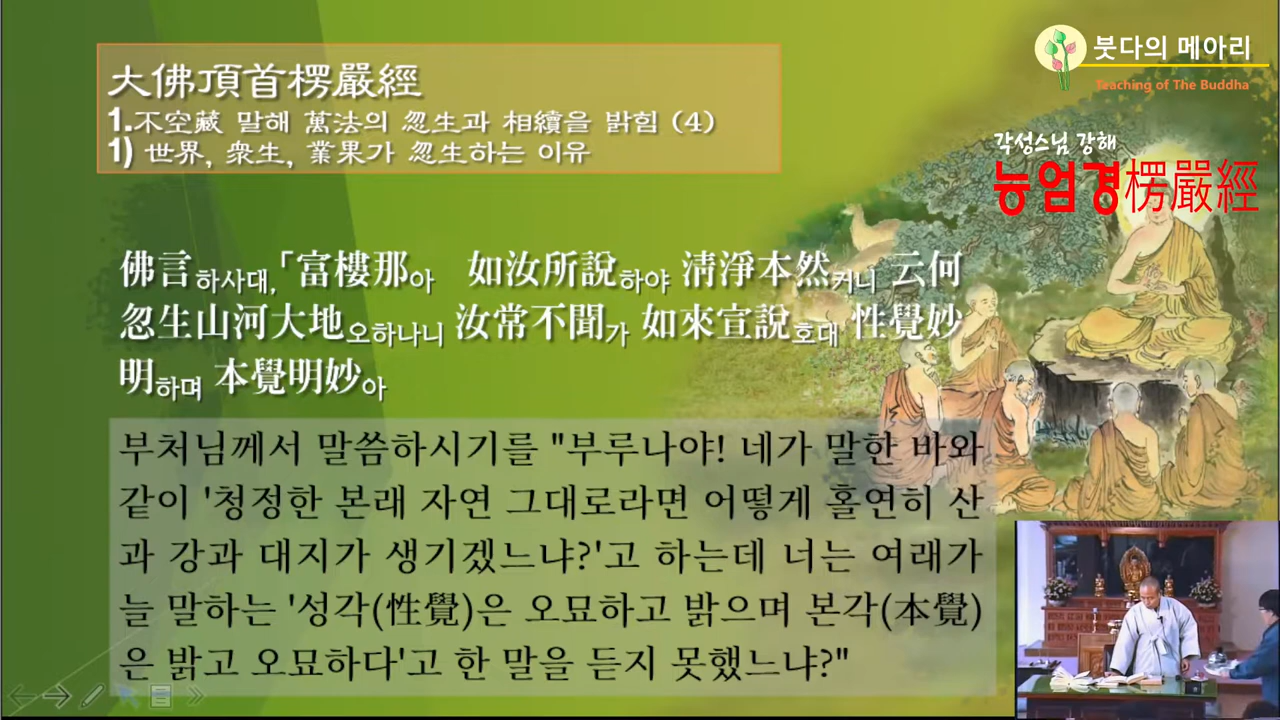 大佛頂首楞嚴經
1.不空藏 말해 萬法의 忽生과 相續을 밝힘 (4)
1) 世界, 衆生, 業果가 忽生하는 이유
붓다의 메아리
Teaching of The Buddha
각성스님 강해
능엄경楞嚴經
佛言하사대,「富樓那아 如汝所說하야 淸淨本然커니 云何
忽生山河大地오하나니 汝常不聞가 如來宣說호대 性覺妙
明하며 本覺明妙아
부처님께서 말씀하시기를 "부루나야! 네가 말한 바와
같이 '청정한 본래 자연 그대로라면 어떻게 홀연히 산
과 강과 대지가 생기겠느냐?'고 하는데 너는 여래가
늘 말하는 '성각(性覺)은 오묘하고 밝으며 본각(本覺)
은 밝고 오묘하다'고 한 말을 듣지 못했느냐?"